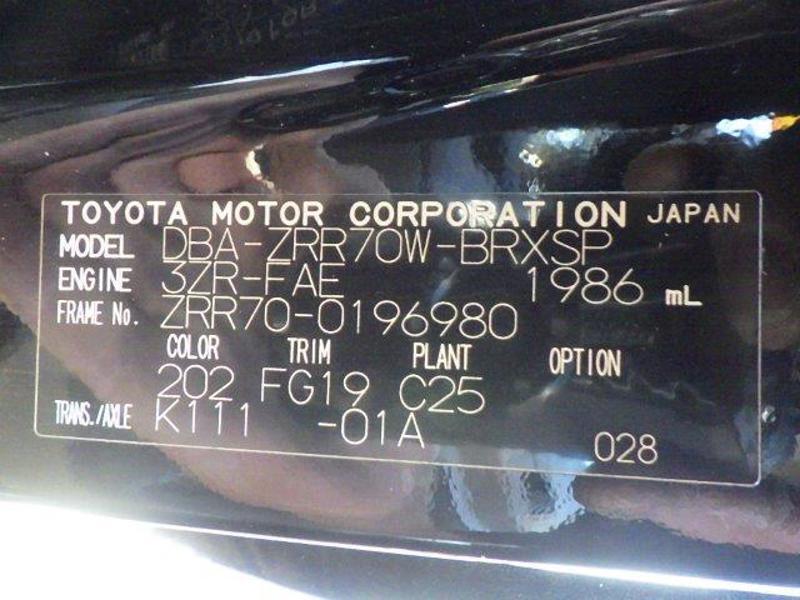 TOYOTA MOTOR CORPORATION JAPAN
MODEL DBA-ZRR70W-BRXSP
ENGINE 3ZR-FAE 1986 mL
FRAME No. ZRR70-0196980
COLOR TRIM PLANT OPTION
202 FG19 C25
TRANS./AXLE K111 -01A
028